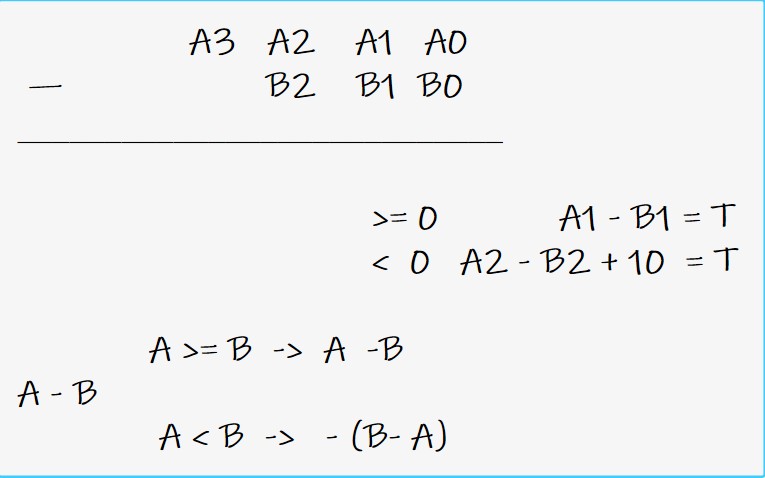 A3 A2 A1 A0
— B2 B1 B0
>= 0 A1 - B1 = T
< 0 A2 - B2 + 10 = T
A >= B -> A -B
A - B
A < B -> - (B- A)